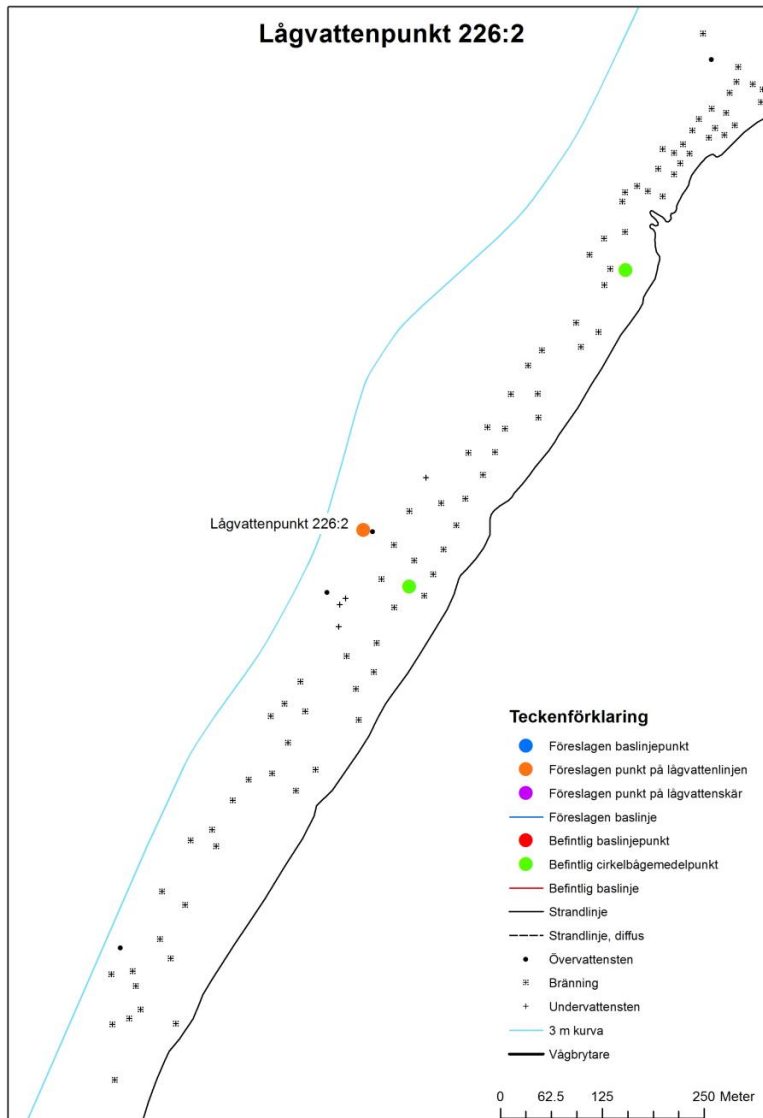 Lågvattenpunkt 226:2
Lågvattenpunkt 226:2
Teckenförklaring
Föreslagen baslinjepunkt
Föreslagen punkt på lågvattenlinjen
Föreslagen punkt på lågvattenskär
Föreslagen baslinje
Befintlig baslinjepunkt
Befintlig cirkelbågemedelpunkt
Befintlig baslinje
Strandlinje
Strandlinje, diffus
Övervattensten
Bränning
Undervattensten
3 m kurva
Vågbrytare
0 62.5 125 250 Meter